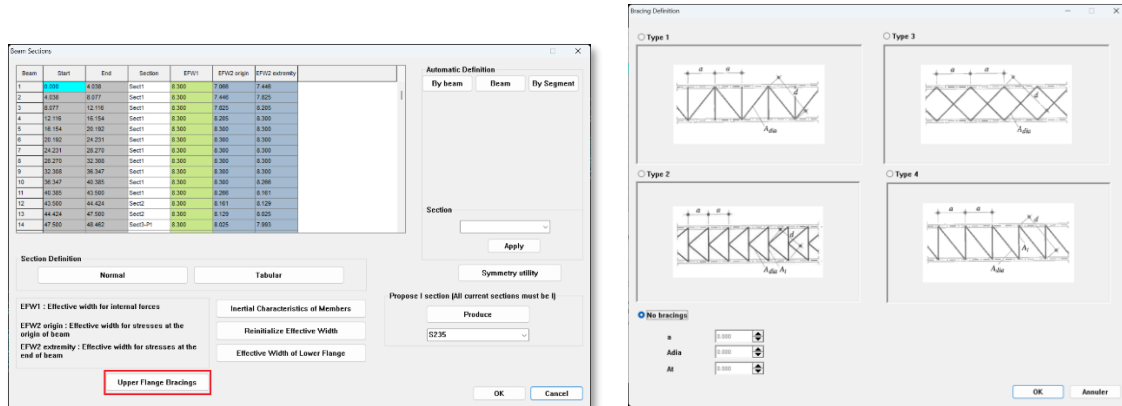 Beam Sections
Beam Start End Section EFW1 EFW2 origin EFW2 extremity
1 0.000 4.038 Sect1 8.300 7.066 7.446
2 4.038 8.077 Sect1 8.300 7.446 7.825
3 8.077 12.116 Sect1 8.300 7.825 8.205
4 12.116 16.154 Sect1 8.300 8.205 8.300
5 16.154 20.192 Sect1 8.300 8.300 8.300
6 20.192 24.231 Sect1 8.300 8.300 8.300
7 24.231 28.270 Sect1 8.300 8.300 8.300
8 28.270 32.308 Sect1 8.300 8.300 8.300
9 32.308 36.347 Sect1 8.300 8.300 8.300
10 36.347 40.385 Sect1 8.300 8.300 8.266
11 40.385 43.500 Sect1 8.300 8.266 8.161
12 43.500 44.424 Sect2 8.300 8.161 8.129
13 44.424 47.500 Sect2 8.300 8.129 8.025
14 47.500 48.462 Sect3-P1 8.300 8.025 7.993
Automatic Definition
By beam Beam By Segment
Section
Apply
Symmetry utility
Section Definition
Normal Tabular
EFW1 : Effective width for internal forces
EFW2 origin : Effective width for stresses at the
origin of beam
EFW2 extremity : Effective width for stresses at the
end of beam
Inertial Characteristics of Members
Reinitialize Effective Width
Effective Width of Lower Flange
Propose I section (All current sections must be I)
Produce
S235
Upper Flange Bracings
OK Cancel
Bracing Definition
Type 1
a a
d
A dia
Type 3
a a
d
A dia
Type 2
a a
d
A dia A l
Type 4
a a
d
A l
A dia
No bracings
a 0.000
Adia 0.000
At 0.000
OK Annuler